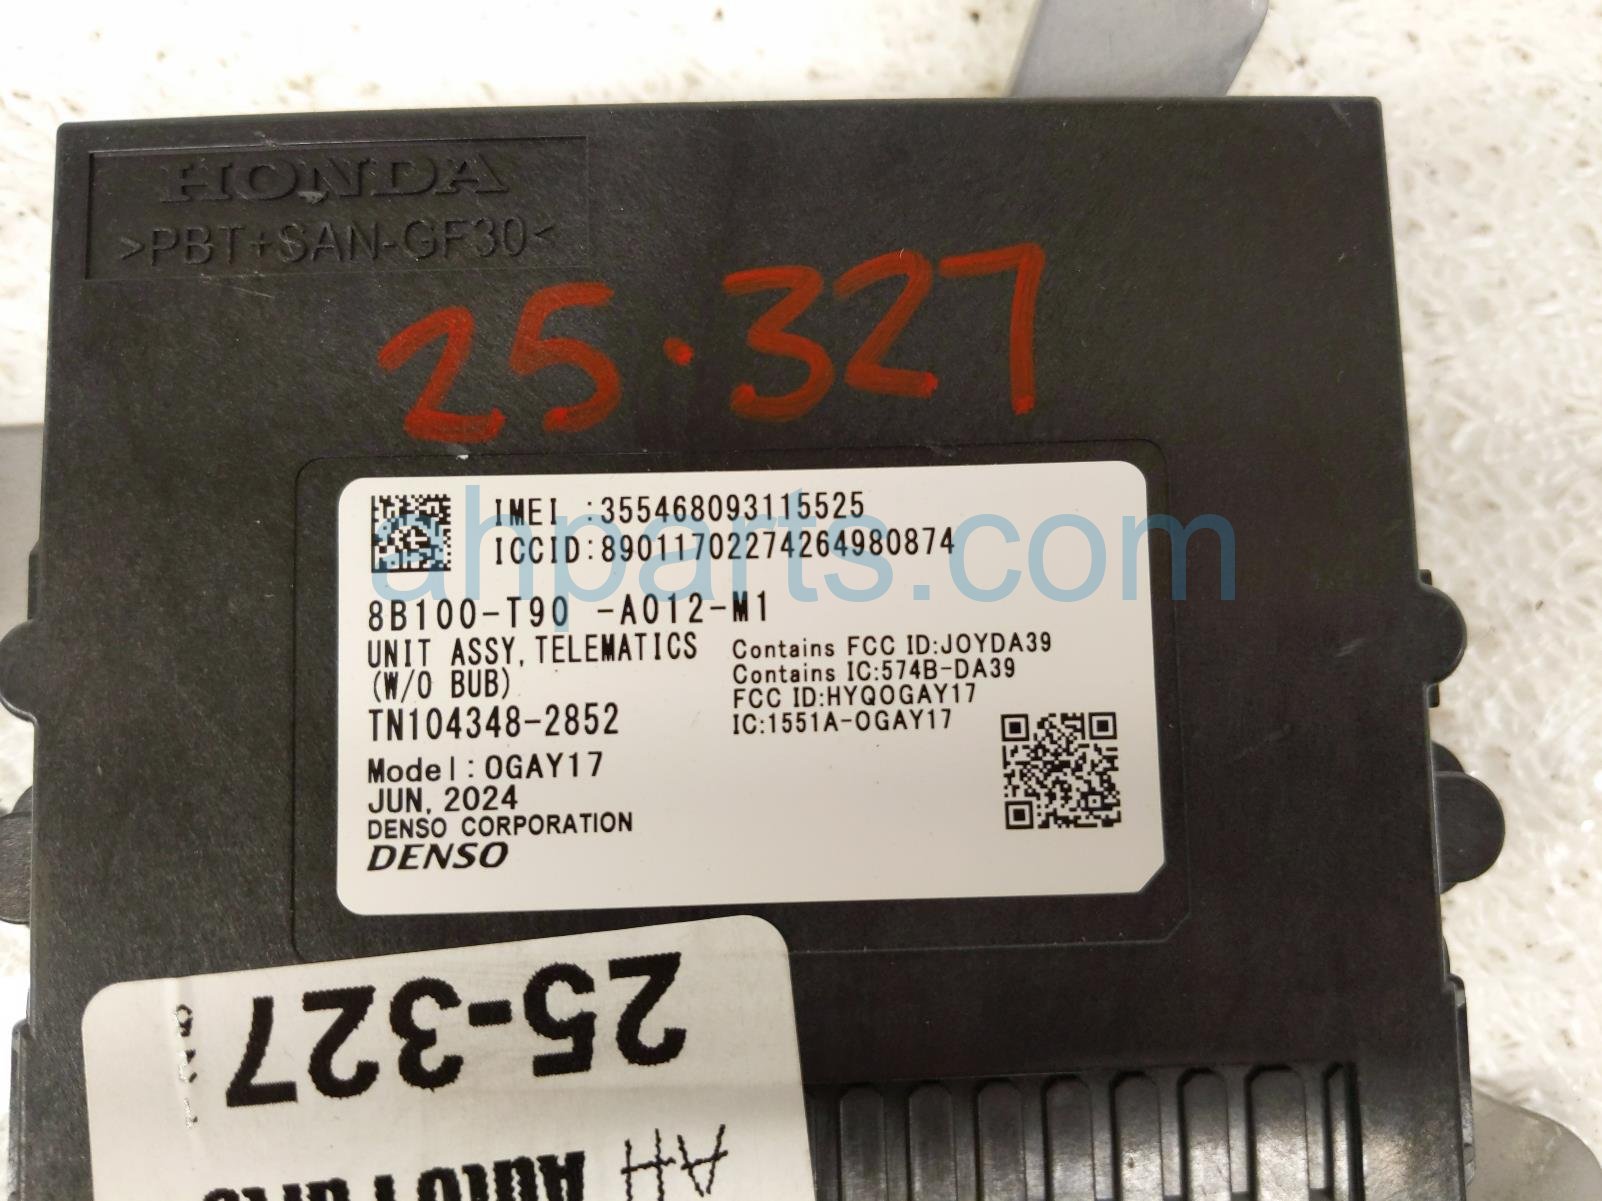 HONDA
>PBT+SAN-GF30<
25.327
IMEI :355468093115525
ICCID:89011702274264980874
ahparts.com
8B100-T90 -A012-M1
UNIT ASSY, TELEMATICS
(W/O BUB)
TN104348-2852
Contains FCC ID:JOYDA39
Contains IC:574B-DA39
FCC ID:HYQOGAY17
IC:1551A-OGAY17
Model:OGAY17
JUN, 2024
DENSO CORPORATION
DENSO
25-327
AH